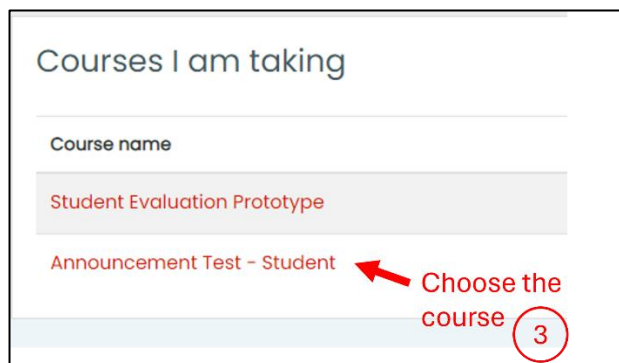 Courses I am taking
Course name
Student Evaluation Prototype
Announcement Test - Student
Choose the
course
3